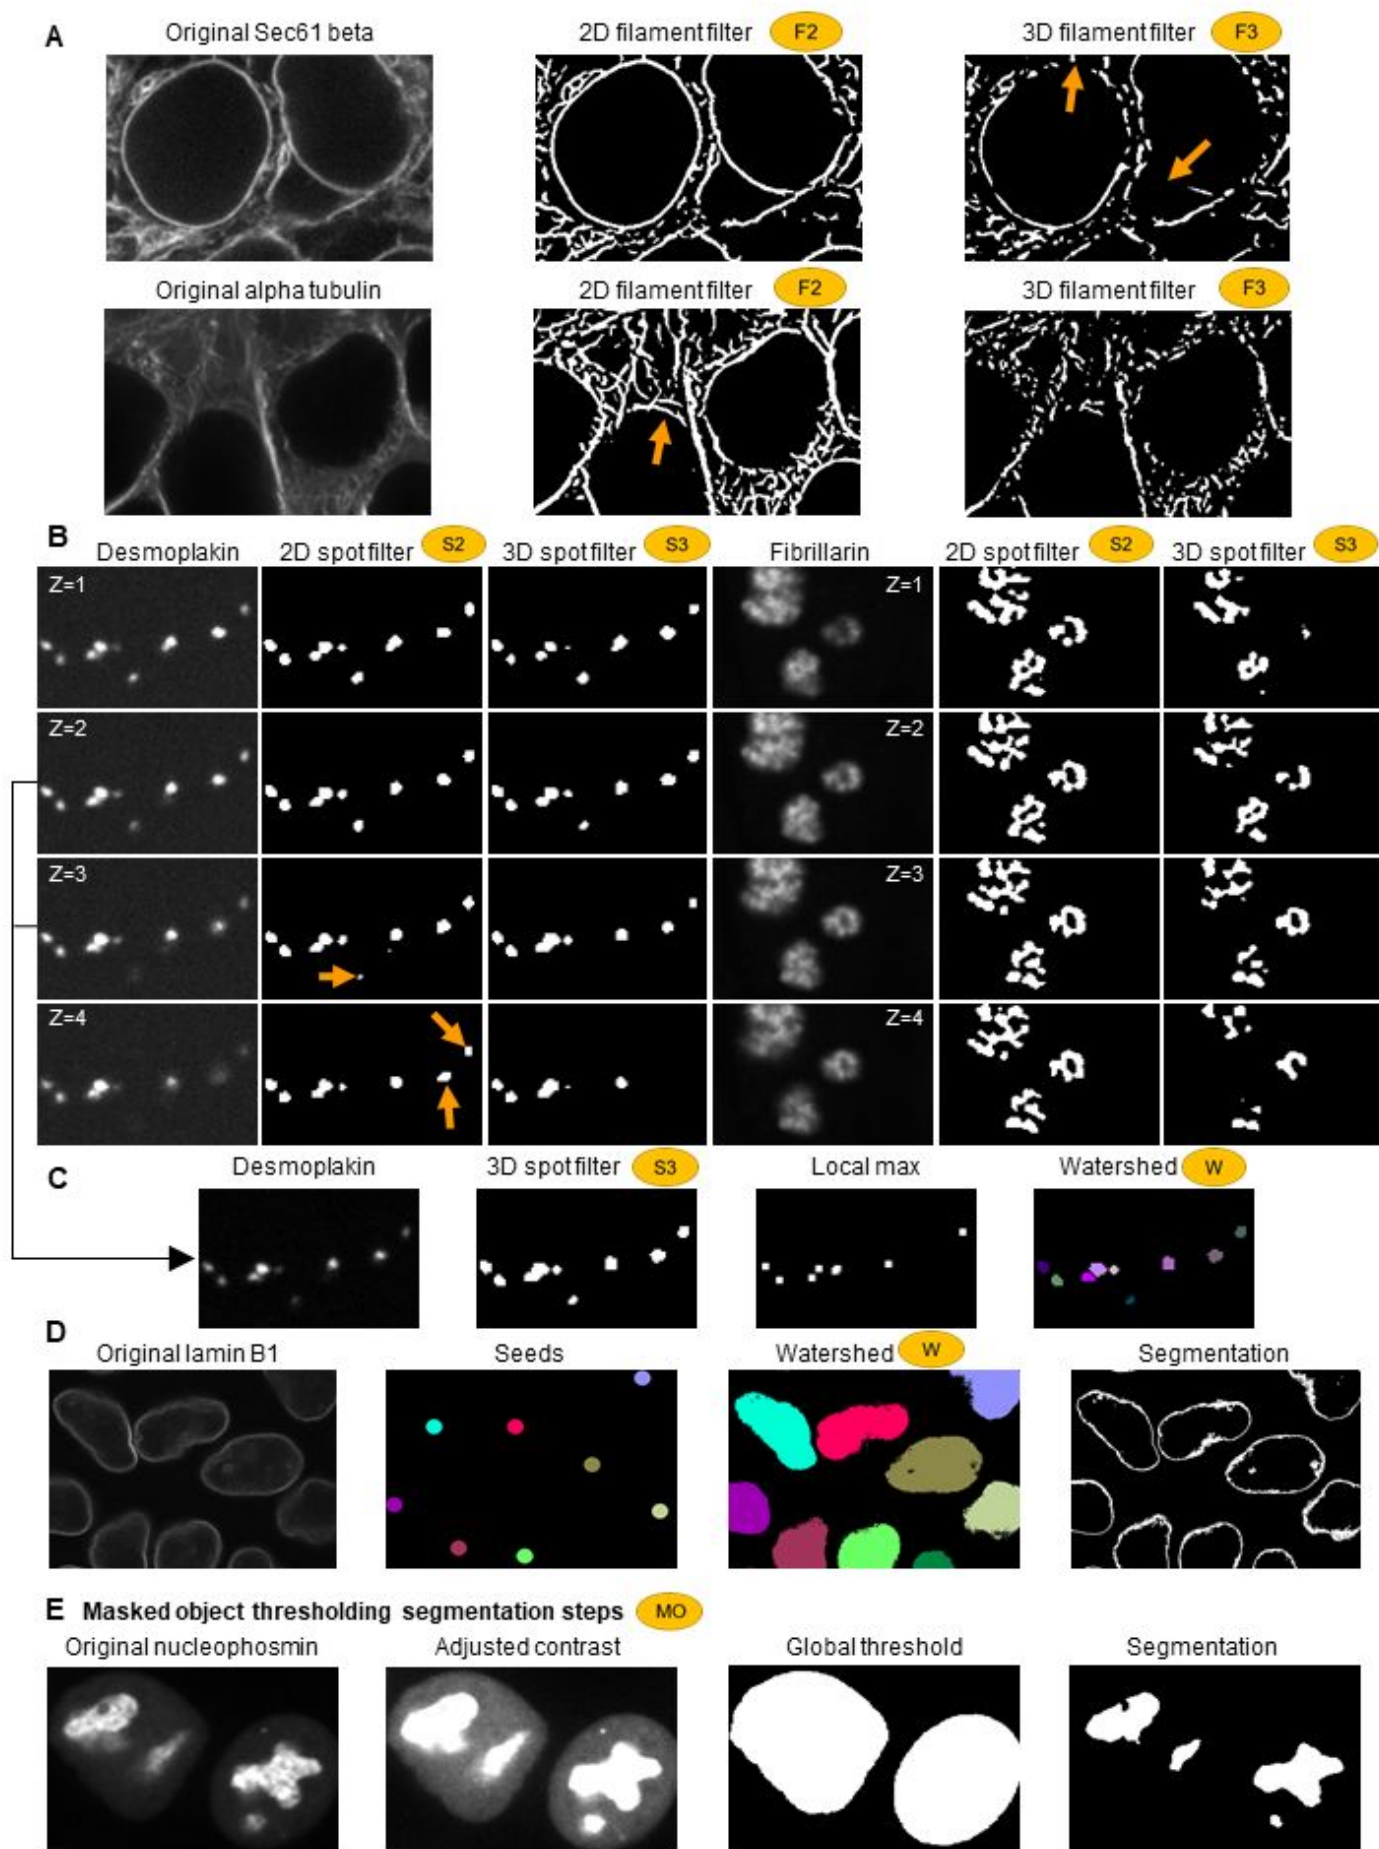 A
Original Sec61 beta
2D filament filter F2
3D filament filter F3
Original alpha tubulin
2D filament filter F2
3D filament filter F3
B
Desmoplakin
2D spot filter S2
3D spot filter S3
Fibrillarin
2D spot filter S2
3D spot filter S3
Z=1
Z=1
Z=2
Z=2
Z=3
Z=3
Z=4
Z=4
C
Desmoplakin
3D spot filter S3
Local max
Watershed W
D
Original lamin B1
Seeds
Watershed W
Segmentation
E Masked object thresholding segmentation steps MO
Original nucleophosmin
Adjusted contrast
Global threshold
Segmentation